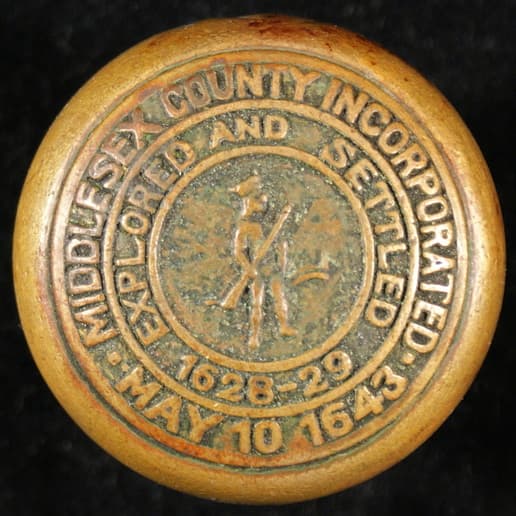 MIDDLESEX COUNTY INCORPORATED.
· MAY 10 1643
EXPLORED AND SETTLED
1628-29